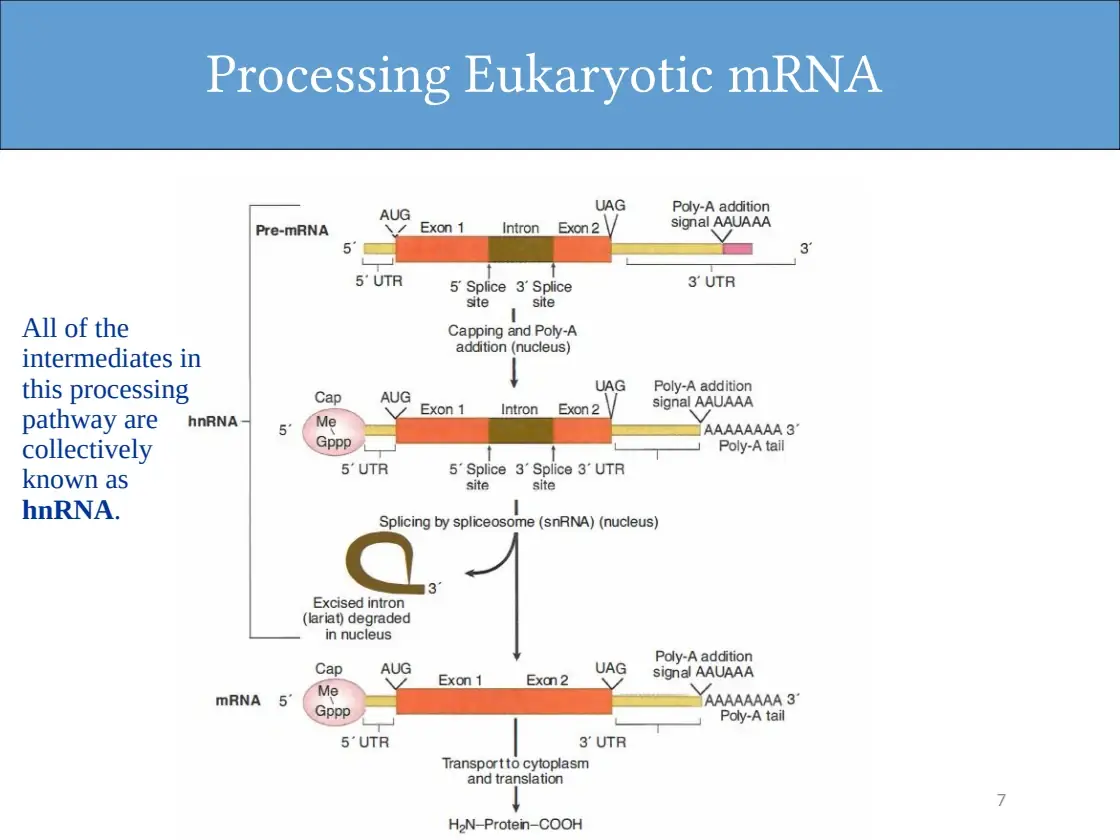 Processing Eukaryotic mRNA
All of the
intermediates in
this processing
pathway are
collectively
known as
hnRNA.
hnRNA
Pre-mRNA
5´
AUG
Exon 1
Intron
Exon 2
UAG
Poly-A addition
signal AAUAAA
3´
5´ UTR
5´ Splice
site
3´ Splice
site
3´ UTR
Capping and Poly-A
addition (nucleus)
Cap
Me
Gppp
5´
AUG
Exon 1
Intron
Exon 2
UAG
Poly-A addition
signal AAUAAA
AAAAAAAA 3´
Poly-A tail
5´ UTR
5´ Splice
site
3´ Splice
site
3´ UTR
Splicing by spliceosome (snRNA) (nucleus)
3´
Excised intron
(lariat) degraded
in nucleus
mRNA
5´
Cap
Me
Gppp
AUG
Exon 1
Exon 2
UAG
Poly-A addition
signal AAUAAA
AAAAAAAA 3´
Poly-A tail
5´ UTR
3´ UTR
Transport to cytoplasm
and translation
H₂N–Protein–COOH
7